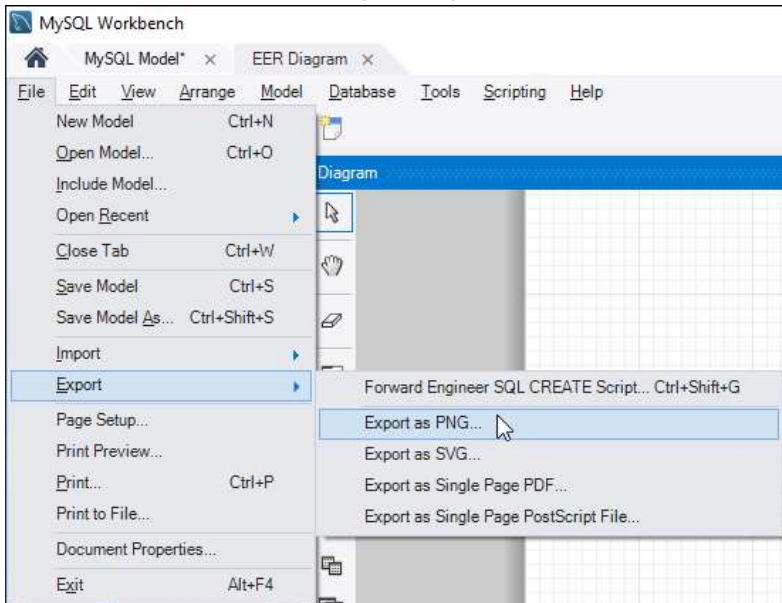 MySQL Workbench
MySQL Model* × EER Diagram ×
File Edit View Arrange Model Database Tools Scripting Help
New Model Ctrl+N
Open Model... Ctrl+O
Diagram
Include Model...
Open Recent
Close Tab Ctrl+W
Save Model Ctrl+S
Save Model As... Ctrl+Shift+S
Import
Export
Forward Engineer SQL CREATE Script... Ctrl+Shift+G
Page Setup...
Export as PNG...
Print Preview...
Export as SVG...
Print... Ctrl+P
Export as Single Page PDF...
Print to File...
Export as Single Page PostScript File...
Document Properties...
Exit Alt+F4